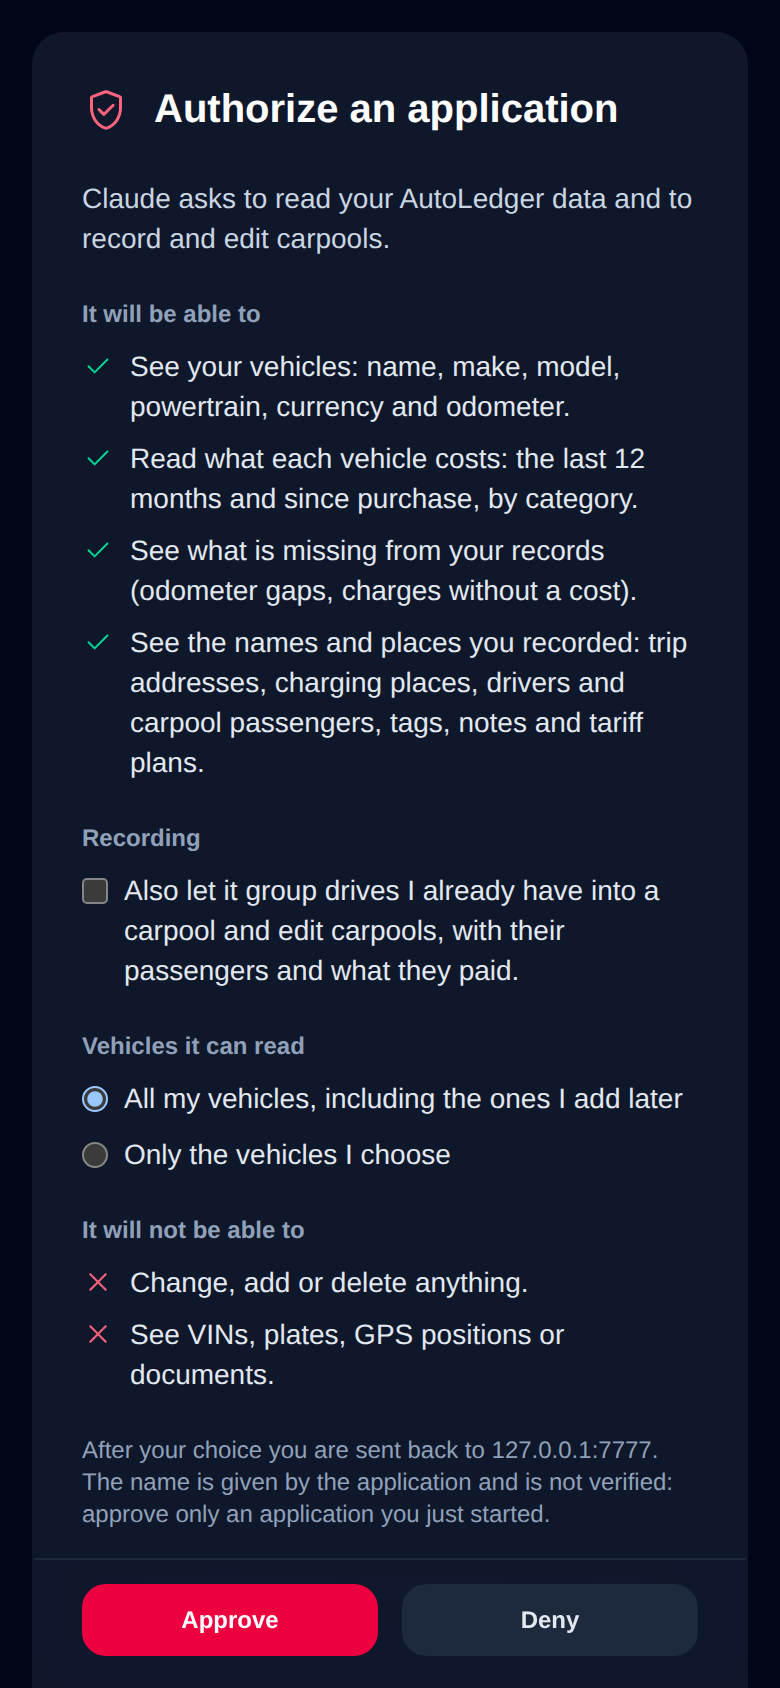 Authorize an application
Claude asks to read your AutoLedger data and to
record and edit carpools.
It will be able to
See your vehicles: name, make, model,
powertrain, currency and odometer.
Read what each vehicle costs: the last 12
months and since purchase, by category.
See what is missing from your records
(odometer gaps, charges without a cost).
See the names and places you recorded: trip
addresses, charging places, drivers and
carpool passengers, tags, notes and tariff
plans.
Recording
Also let it group drives I already have into a
carpool and edit carpools, with their
passengers and what they paid.
Vehicles it can read
All my vehicles, including the ones I add later
Only the vehicles I choose
It will not be able to
Change, add or delete anything.
See VINs, plates, GPS positions or
documents.
After your choice you are sent back to 127.0.0.1:7777.
The name is given by the application and is not verified:
approve only an application you just started.
Approve
Deny